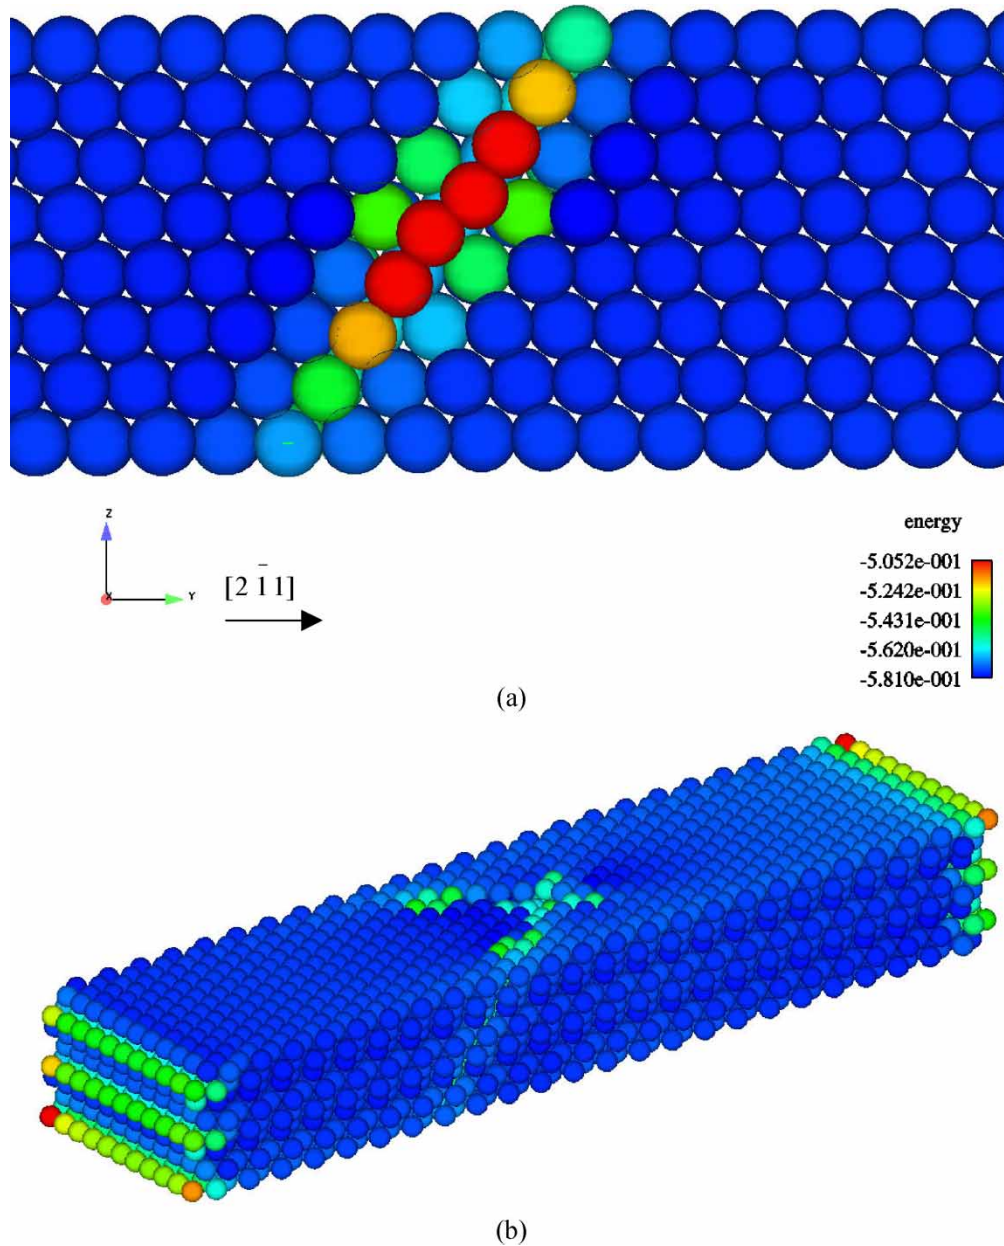 Z
X Y
[2 1̄ 1]
energy
-5.052e-001
-5.242e-001
-5.431e-001
-5.620e-001
-5.810e-001
(a)
(b)